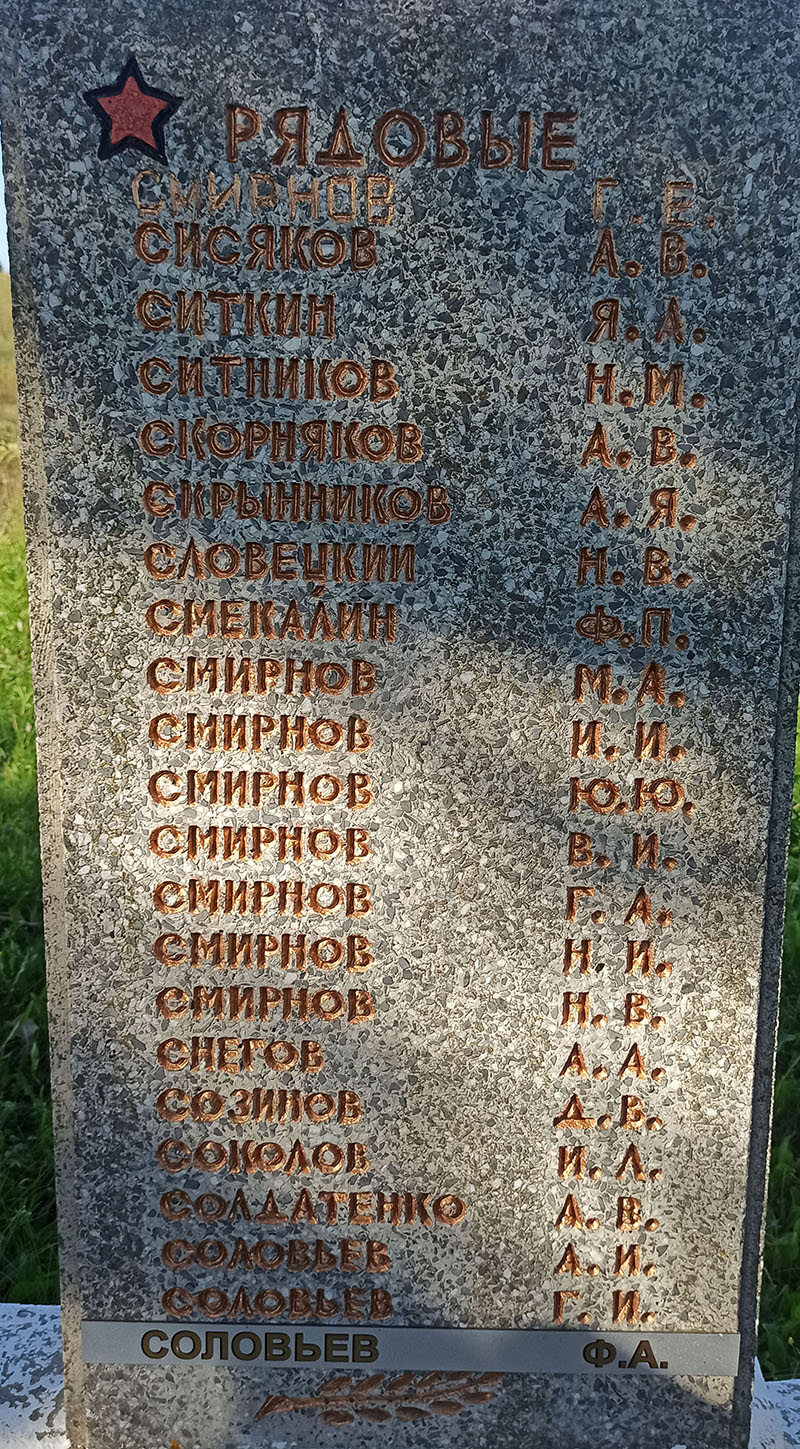 РЯДОВЫЕ
СМИРНОВ Г.Е.
СИСЯКОВ А.В.
СИТКИН Я.А.
СИТНИКОВ Н.М.
СКОРНЯКОВ А.В.
СКРЫННИКОВ А.Я.
СЛОВЕЦКИЙ Н.В.
СМЕКАЛИН Ф.П.
СМИРНОВ М.А.
СМИРНОВ И.И.
СМИРНОВ Ю.Ю.
СМИРНОВ В.И.
СМИРНОВ Г.А.
СМИРНОВ Н.И.
СМИРНОВ Н.В.
СНЕГОВ А.А.
СОЗИНОВ Д.В.
СОКОЛОВ И.Л.
СОЛДАТЕНКО А.В.
СОЛОВЬЕВ А.И.
СОЛОВЬЕВ Г.И.
СОЛОВЬЕВ Ф.А.